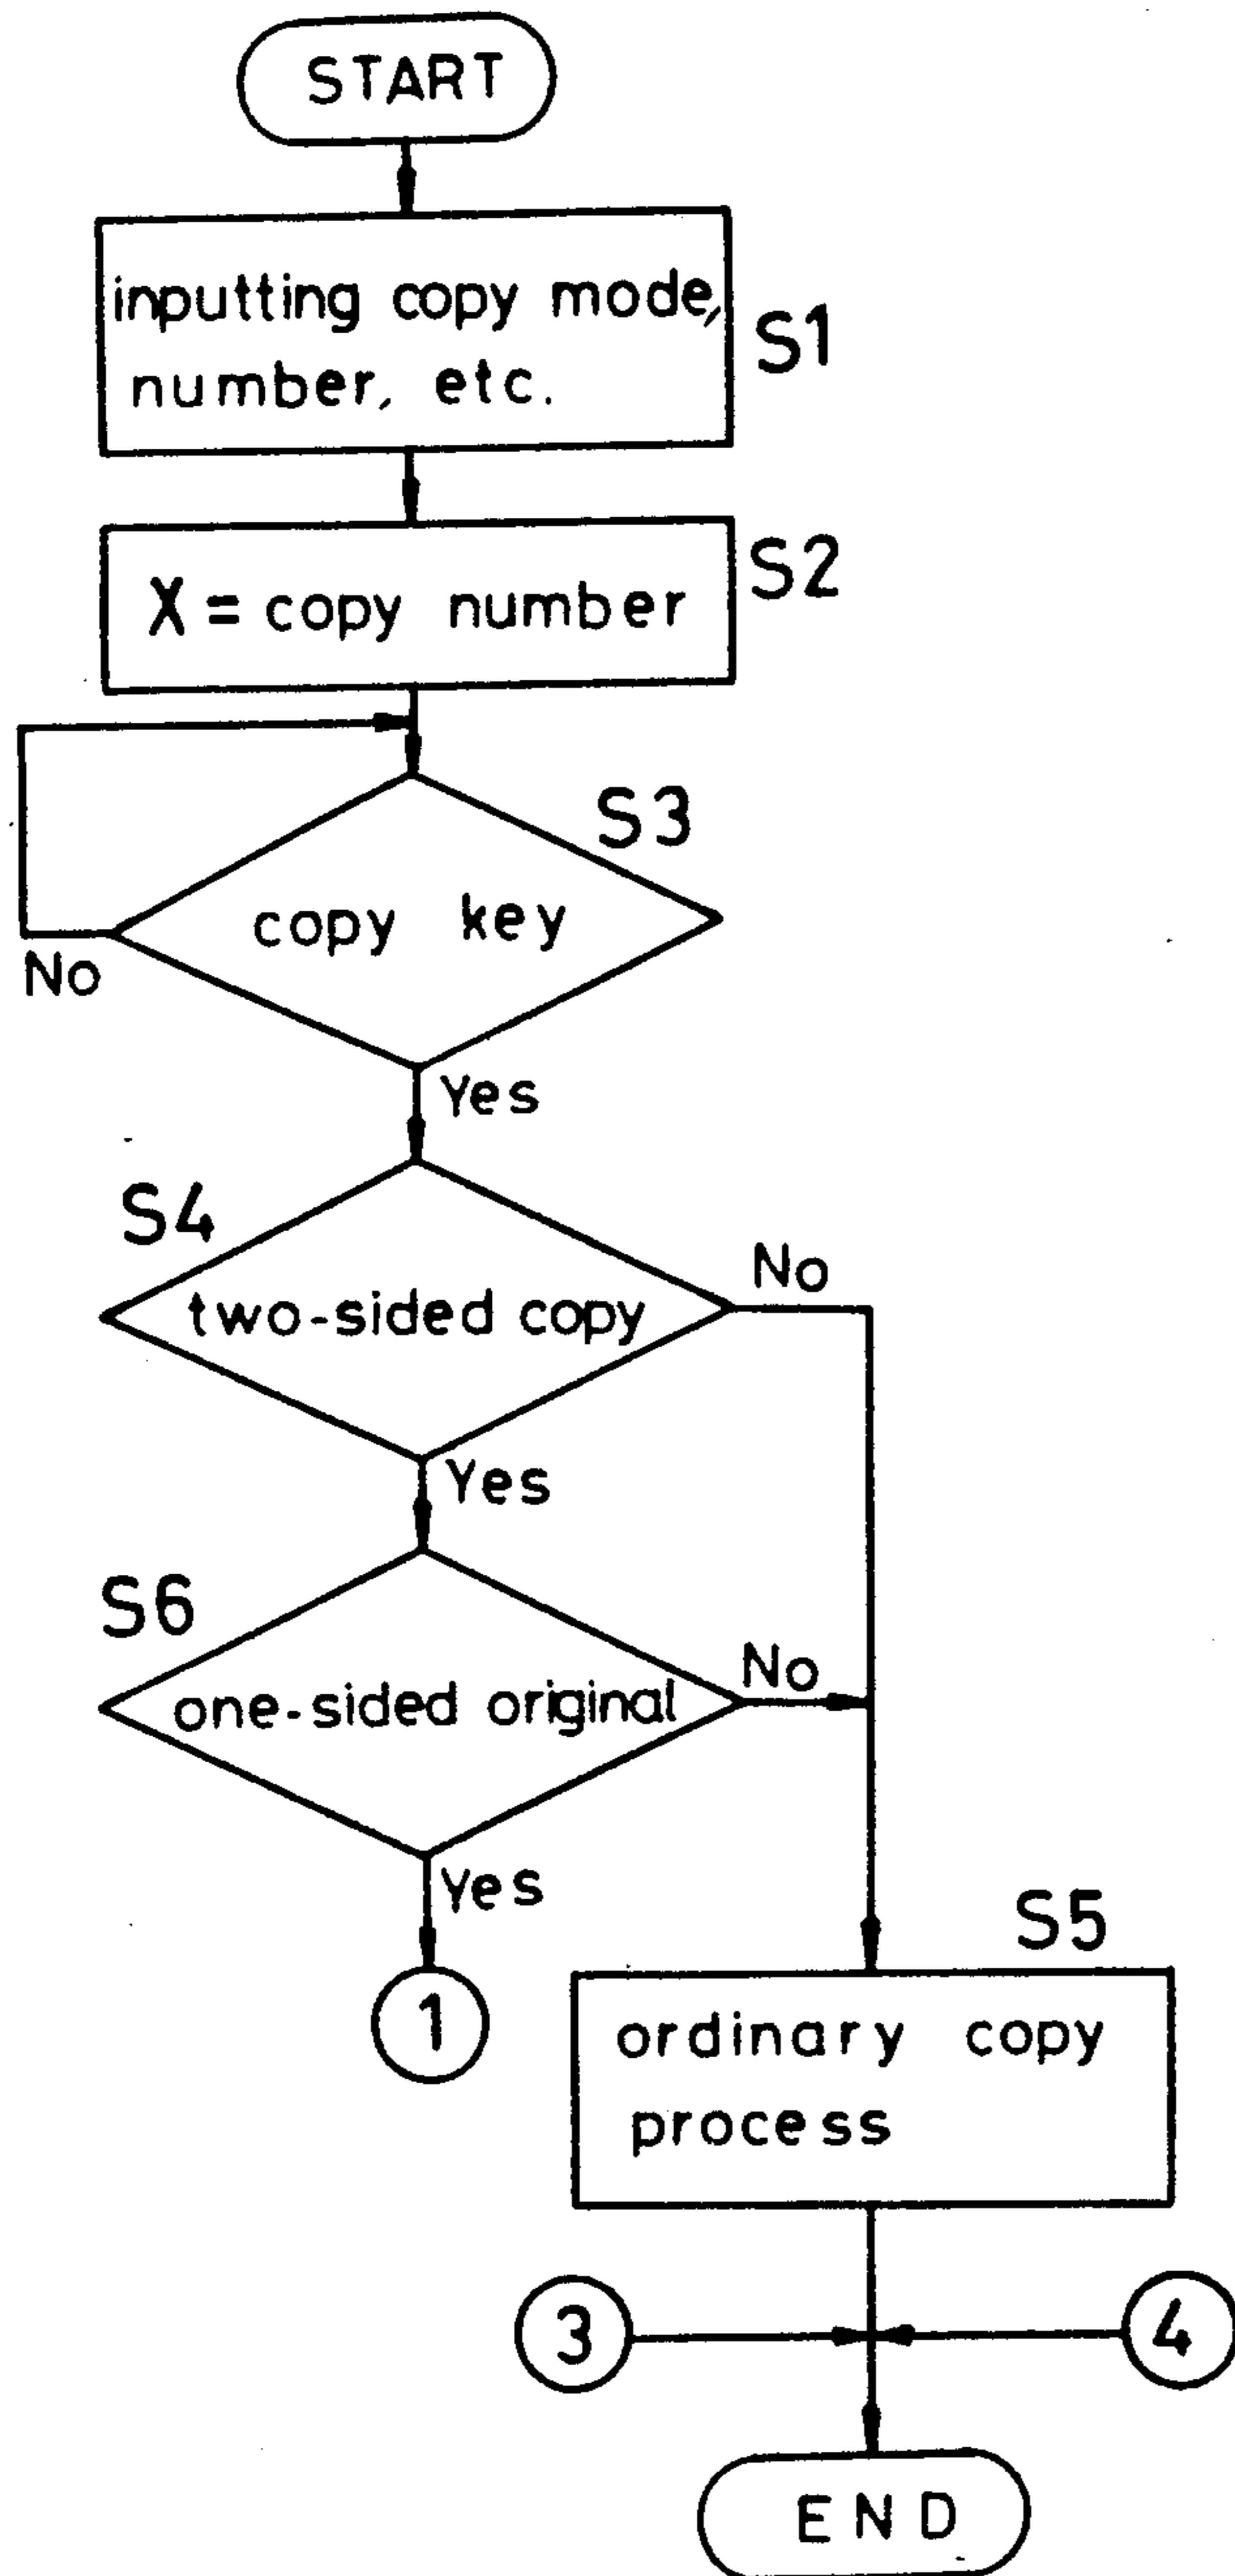 START
inputting copy mode,
number, etc.
S1
X = copy number
S2
S3
copy key
No
Yes
S4
two-sided copy
No
Yes
S6
one-sided original
No
Yes
1
S5
ordinary copy
process
3
4
END